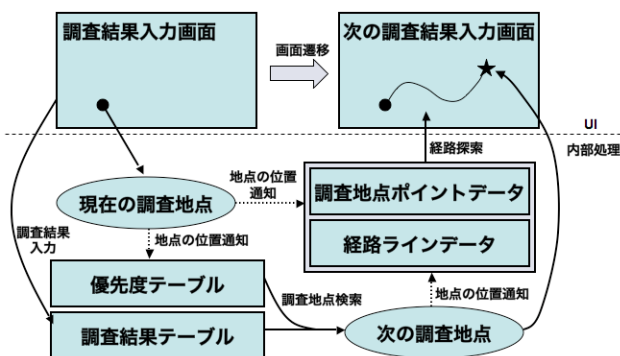 調査結果入力画面
画面遷移
次の調査結果入力画面
UI
内部処理
経路探索
地点の位置
通知
現在の調査地点
調査地点ポイントデータ
経路ラインデータ
調査結果
入力
地点の位置通知
優先度テーブル
調査地点検索
地点の位置通知
調査結果テーブル
次の調査地点